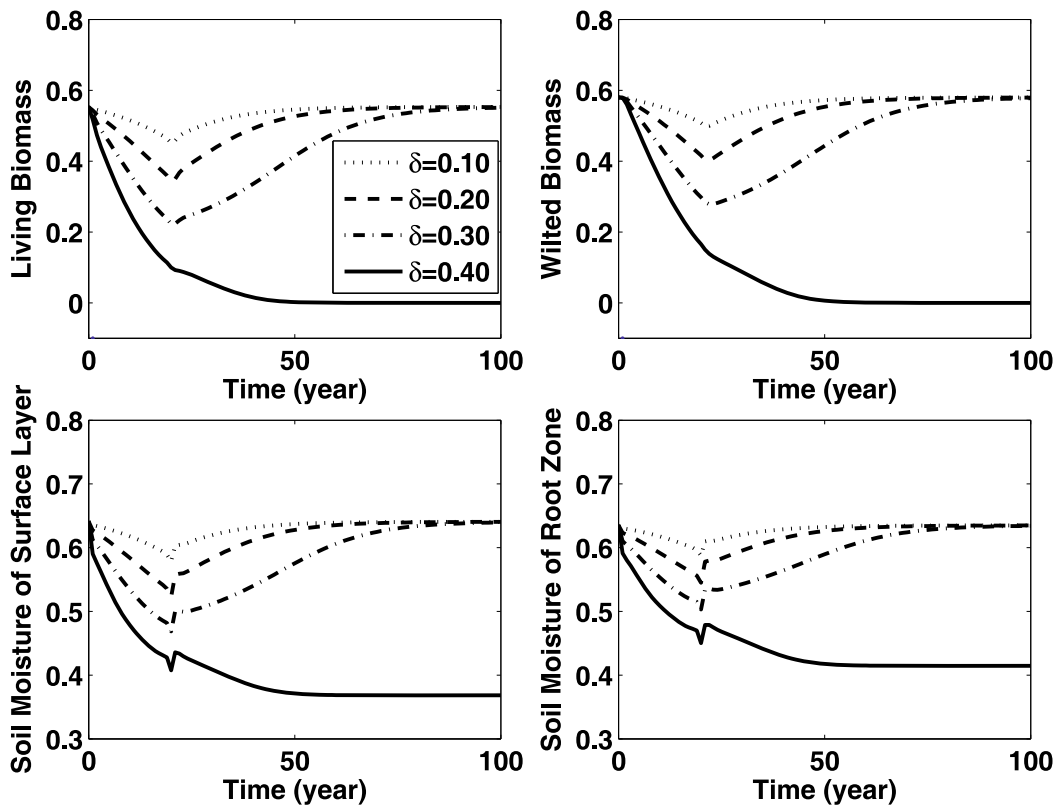 Living Biomass
0.8
0.6
0.4
0.2
0
0
50
100
Time (year)
δ=0.10
δ=0.20
δ=0.30
δ=0.40
Wilted Biomass
0.8
0.6
0.4
0.2
0
0
50
100
Time (year)
Soil Moisture of Surface Layer
0.8
0.7
0.6
0.5
0.4
0.3
0
50
100
Time (year)
Soil Moisture of Root Zone
0.8
0.7
0.6
0.5
0.4
0.3
0
50
100
Time (year)